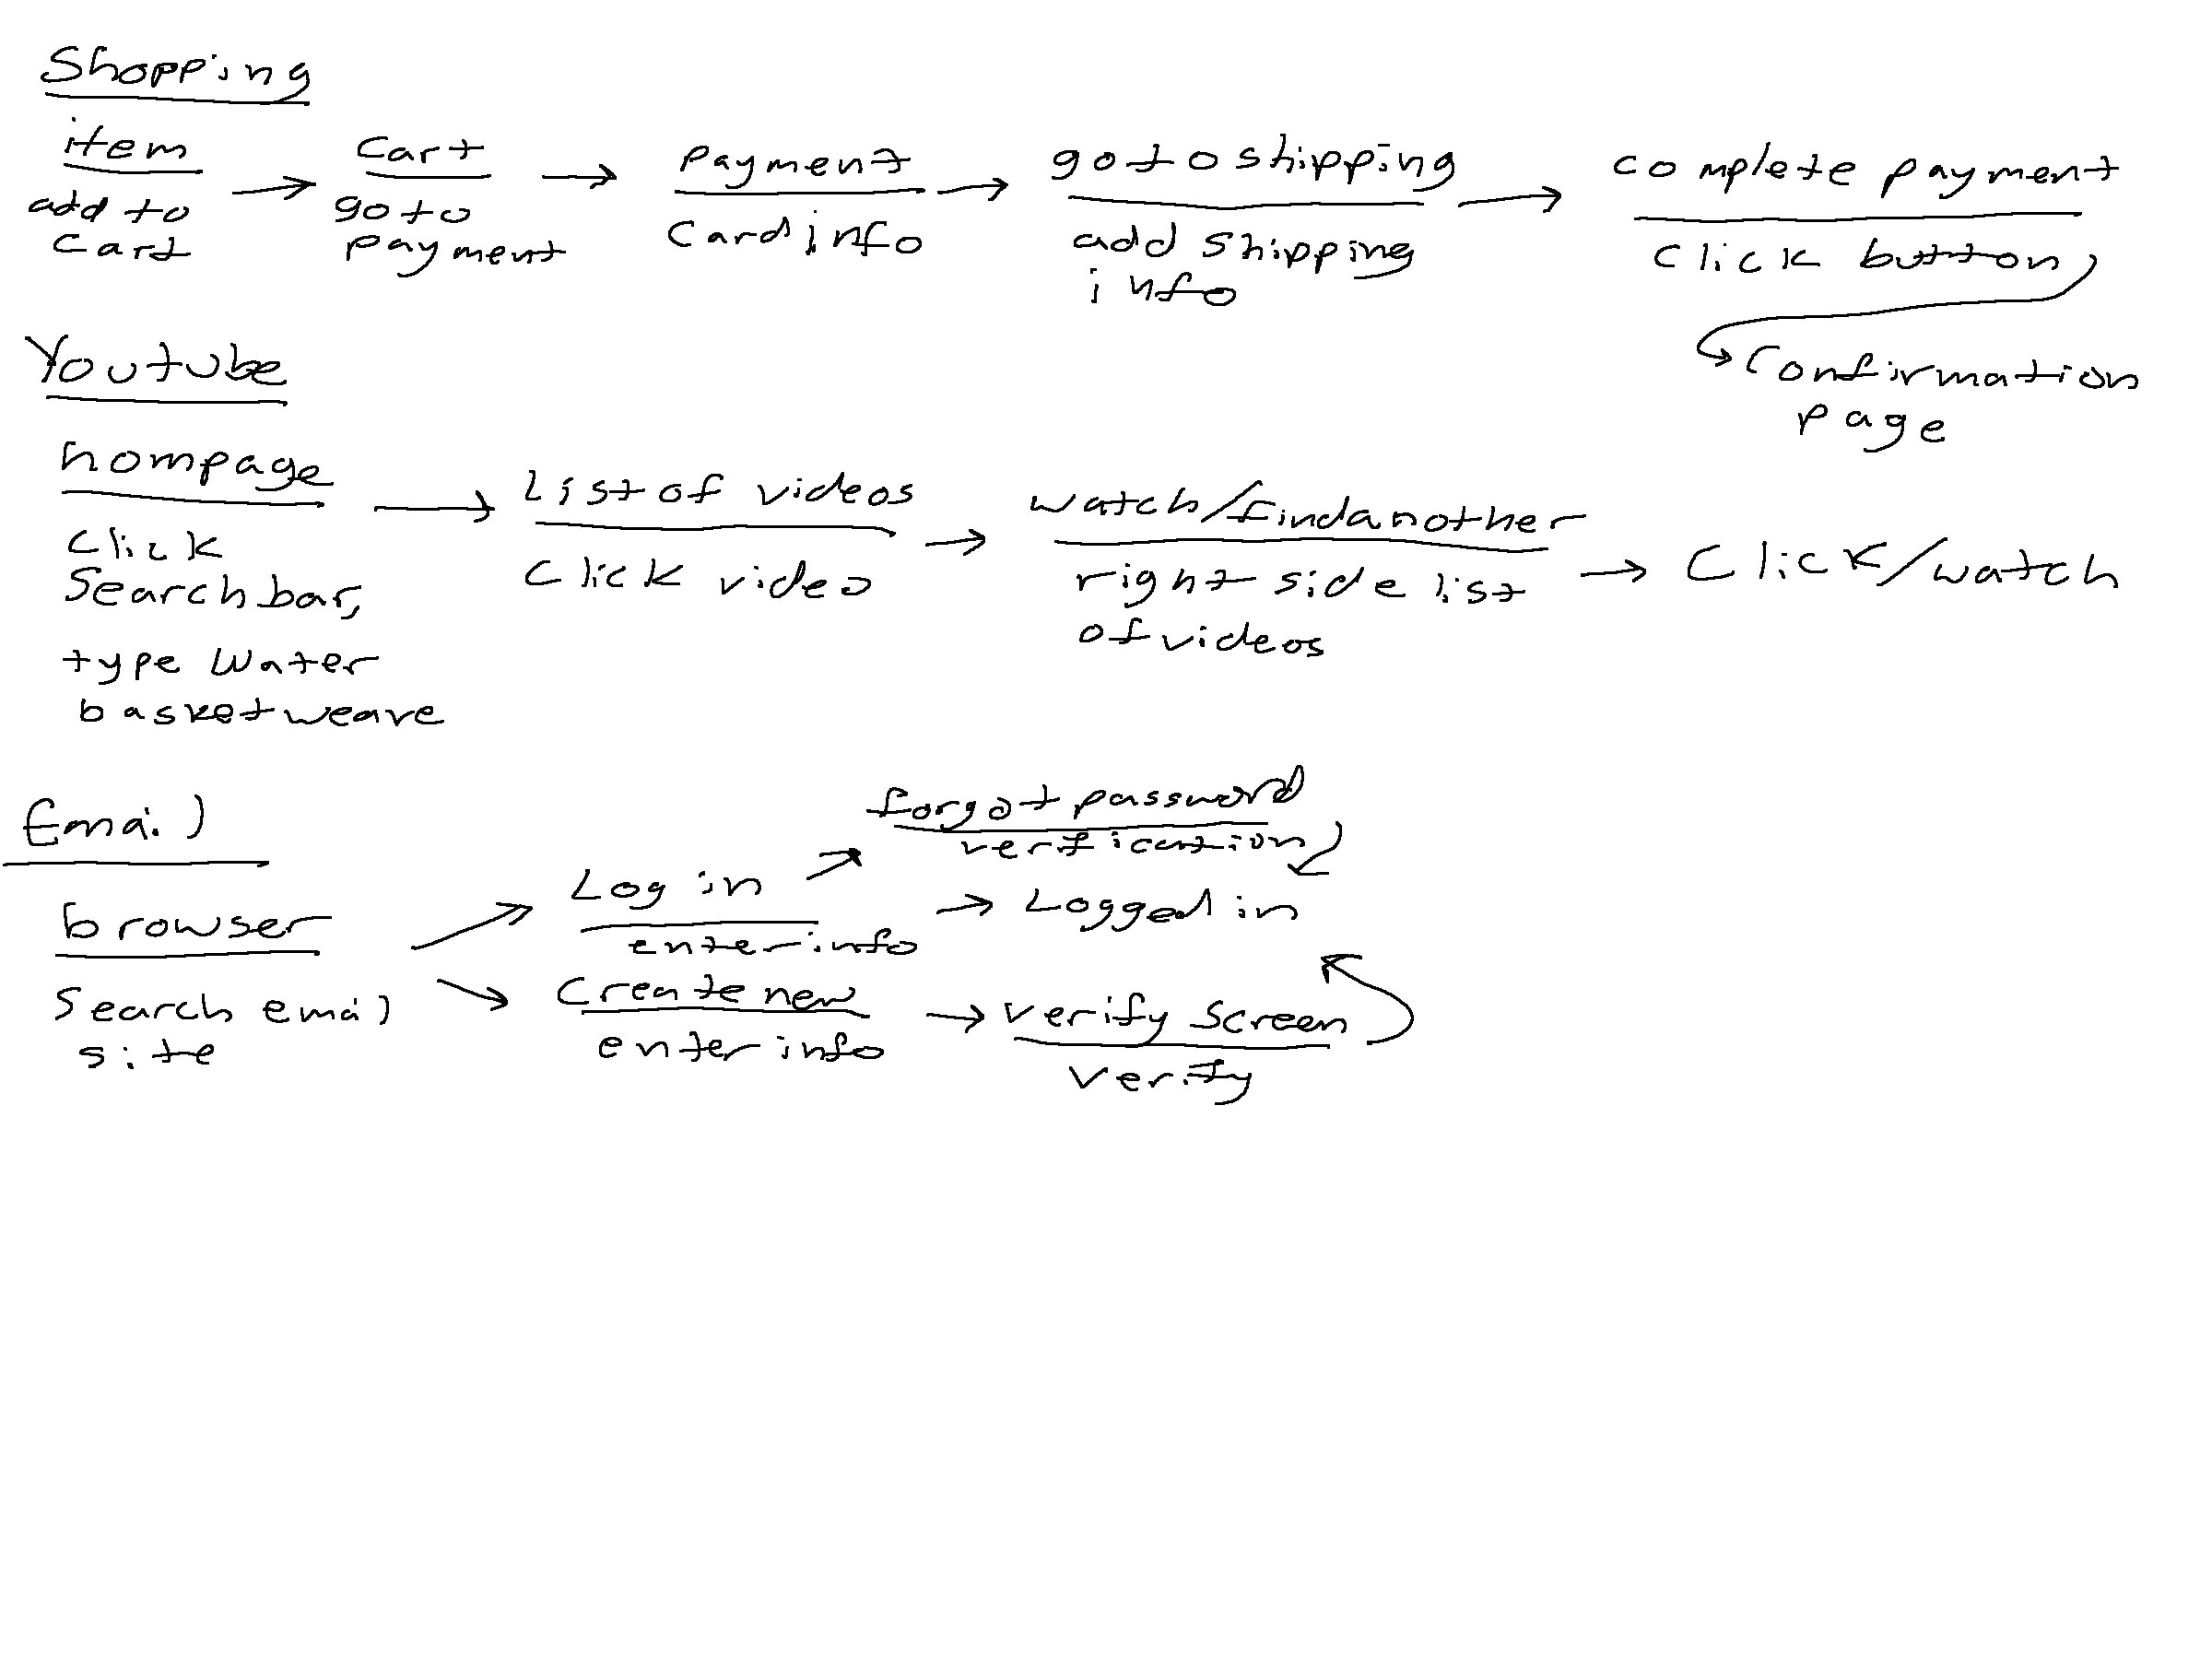 Shopping
item
add to
cart
cart
go to
payment
payment
card info
go to shipping
add shipping
info
complete payment
click button
Confirmation
page
Youtube
hompage
click
Search bar,
type water
basketweave
List of videos
click video
watch/find another
right side list
of videos
Click/watch
Email
browser
Search email
site
Log in
enter info
forgot password
verification
Logged in
Create new
enter info
verify screen
verify